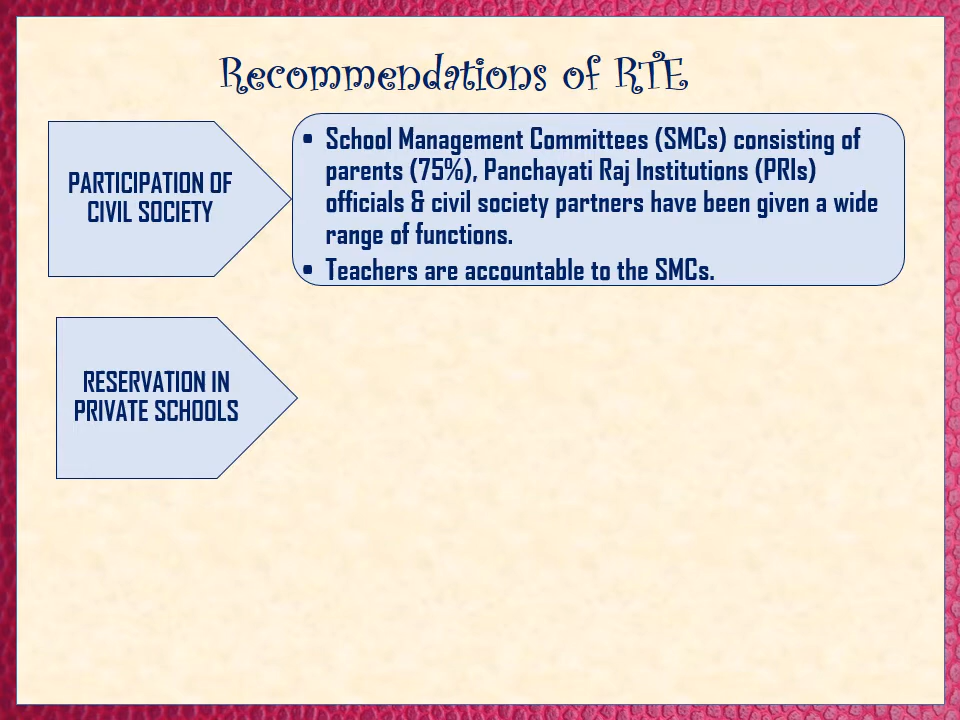 Recommendations of RTE
PARTICIPATION OF
CIVIL SOCIETY
• School Management Committees (SMCs) consisting of
parents (75%), Panchayati Raj Institutions (PRIs)
officials & civil society partners have been given a wide
range of functions.
• Teachers are accountable to the SMCs.
RESERVATION IN
PRIVATE SCHOOLS